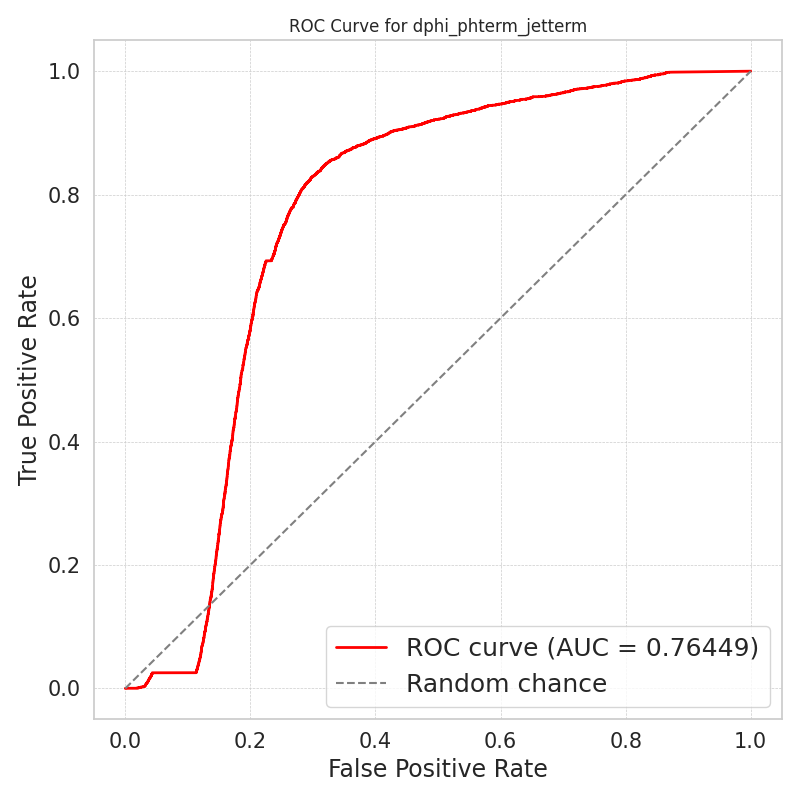 ROC Curve for dphi_phterm_jetterm
True Positive Rate
1.0
0.8
0.6
0.4
0.2
0.0
ROC curve (AUC = 0.76449)
Random chance
0.0 0.2 0.4 0.6 0.8 1.0
False Positive Rate